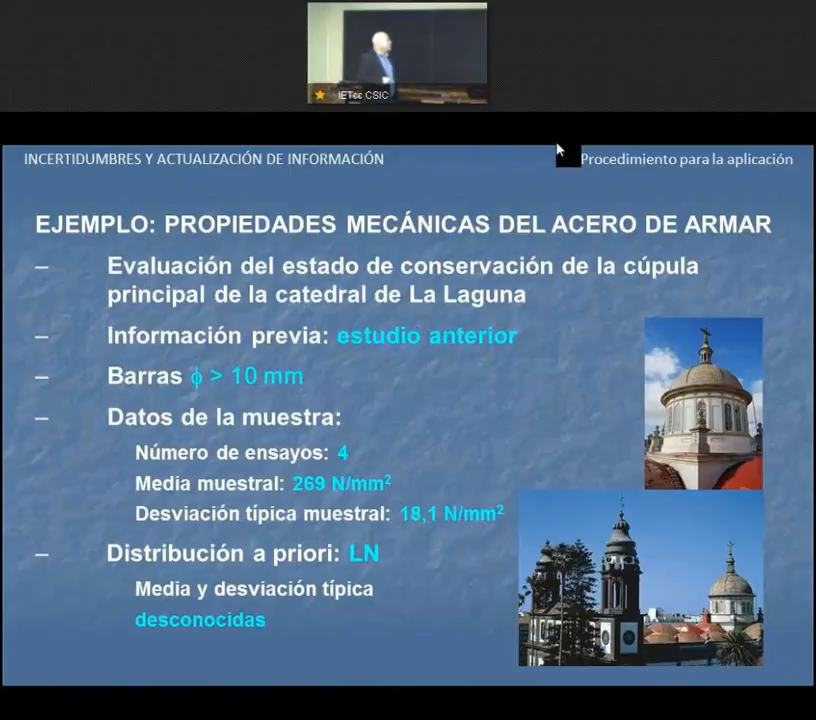 IETcc CSIC
INCERTIDUMBRES Y ACTUALIZACIÓN DE INFORMACIÓN
Procedimiento para la aplicación
EJEMPLO: PROPIEDADES MECÁNICAS DEL ACERO DE ARMAR
– Evaluación del estado de conservación de la cúpula
principal de la catedral de La Laguna
– Información previa: estudio anterior
– Barras ϕ > 10 mm
– Datos de la muestra:
Número de ensayos: 4
Media muestral: 269 N/mm²
Desviación típica muestral: 18,1 N/mm²
– Distribución a priori: LN
Media y desviación típica
desconocidas